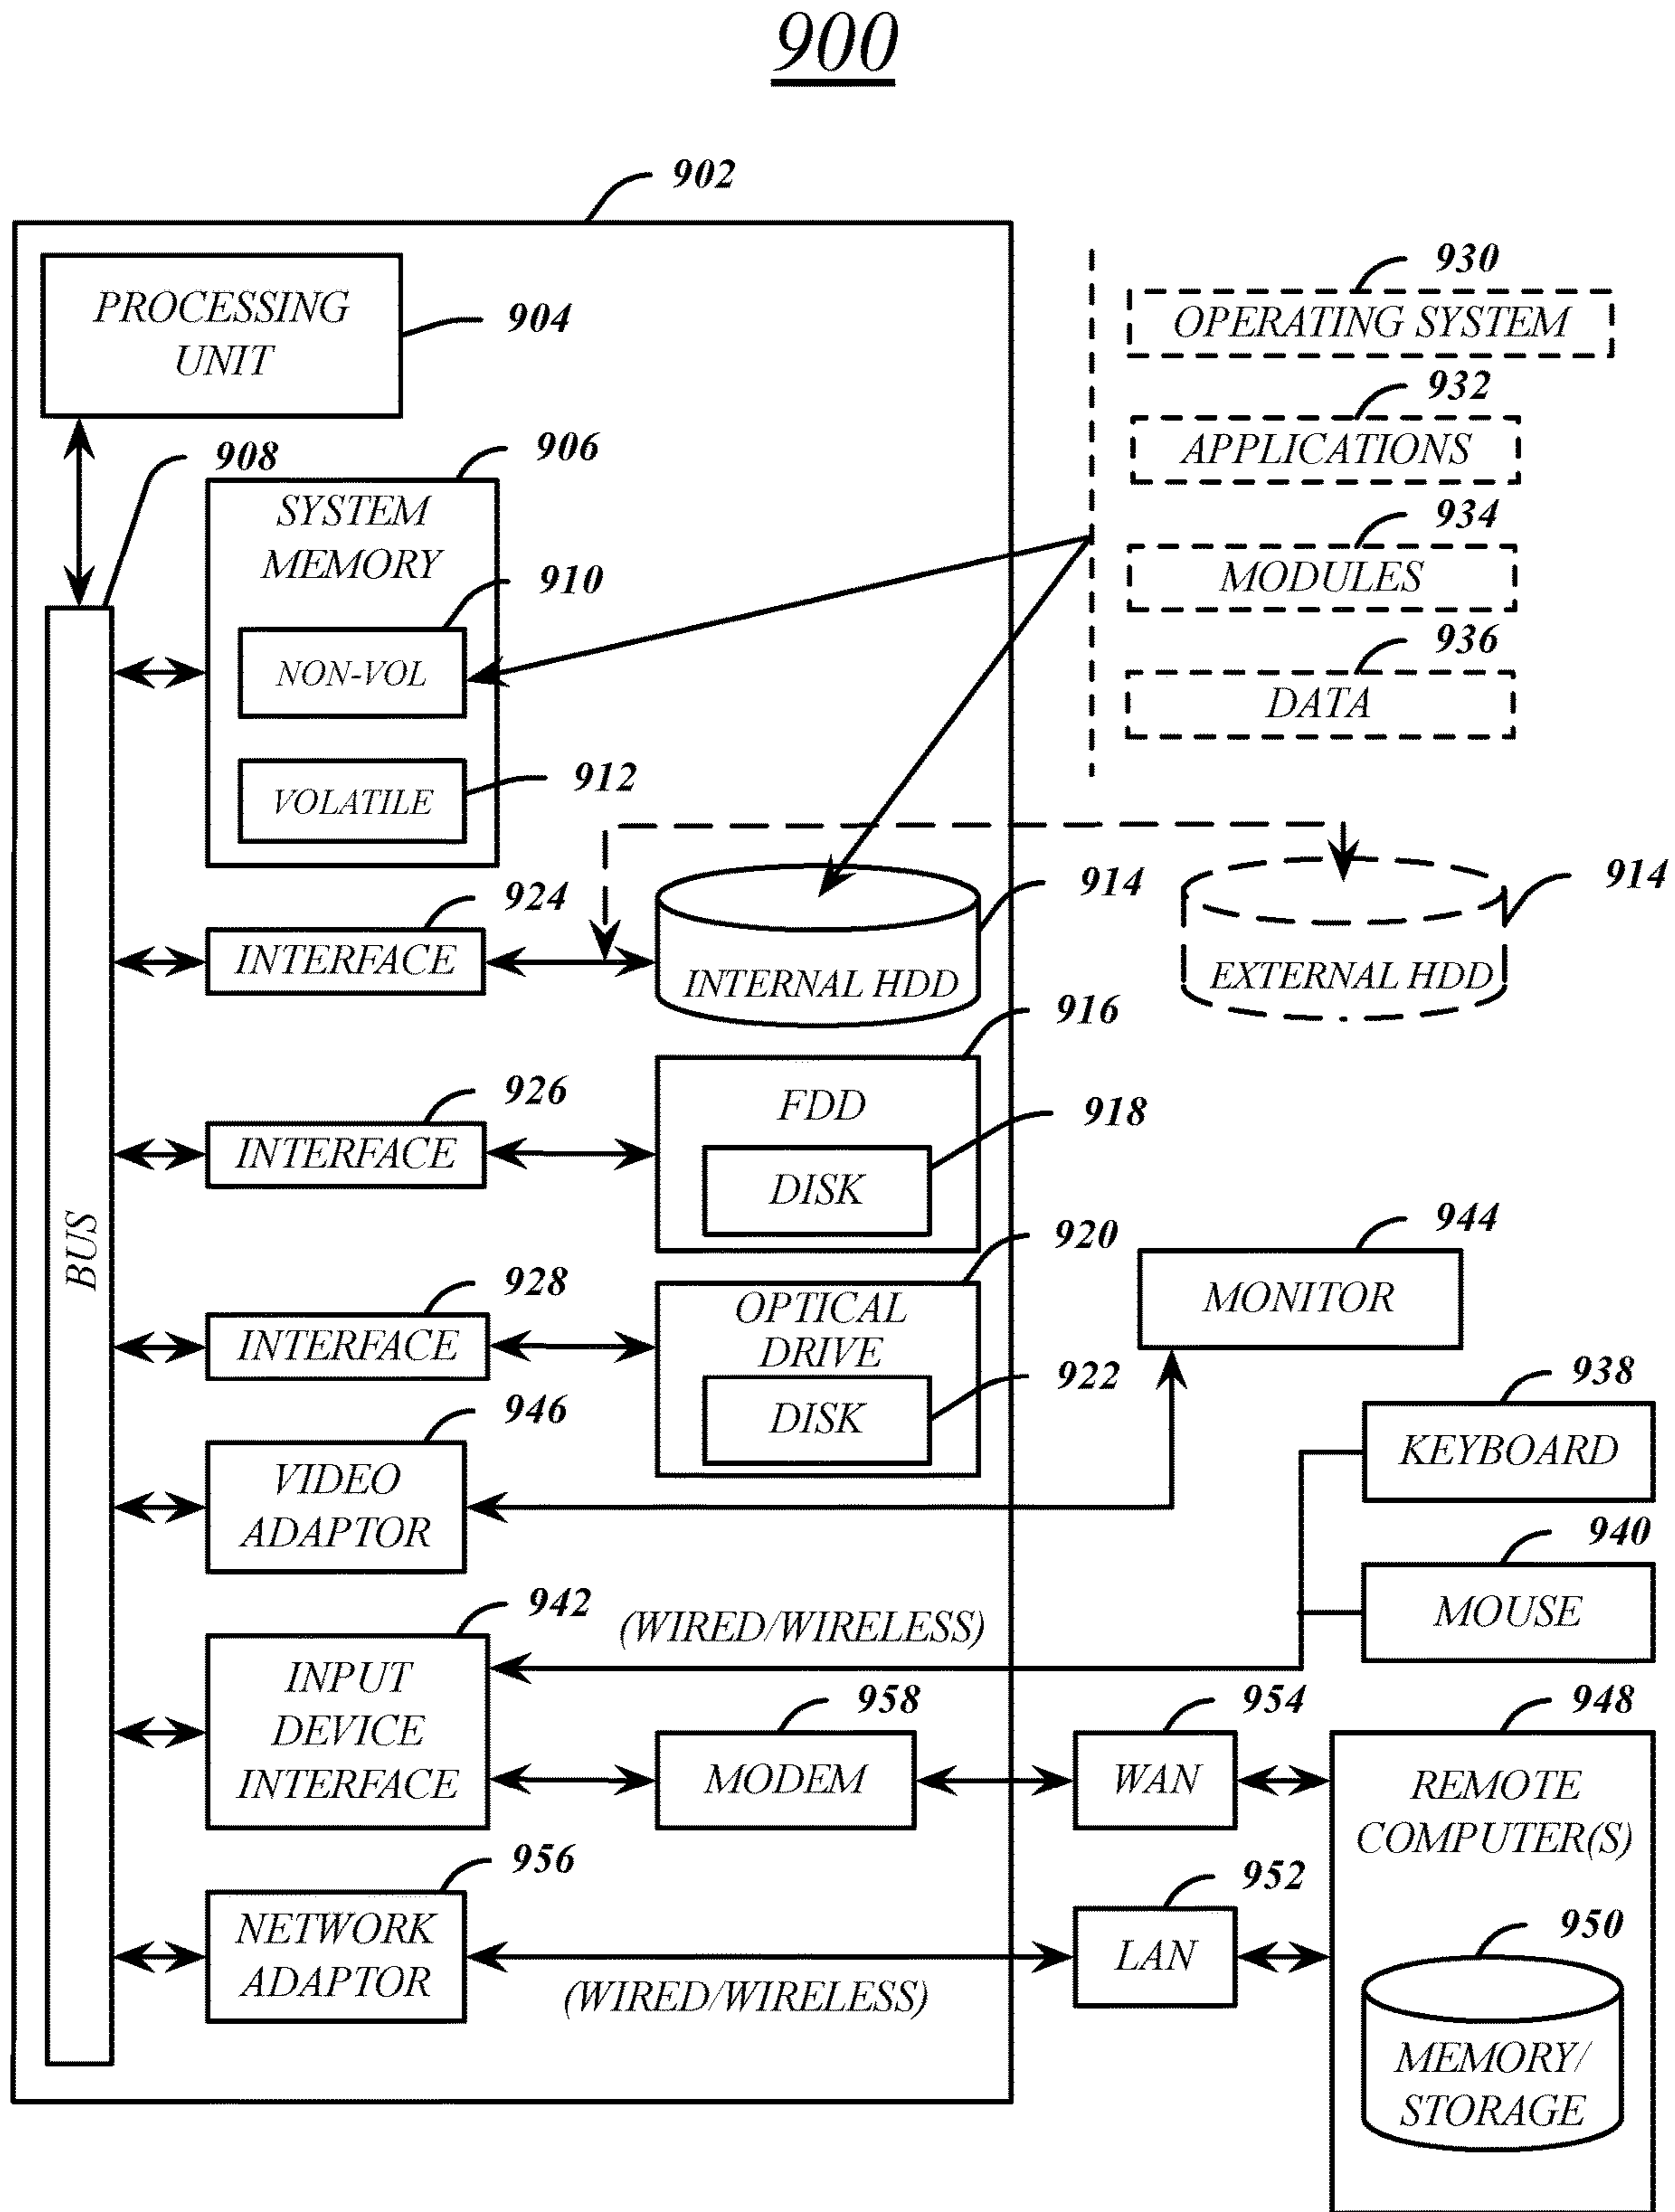 900
902
PROCESSING
UNIT
904
930
OPERATING SYSTEM
932
APPLICATIONS
934
MODULES
936
DATA
908
906
SYSTEM
MEMORY
910
NON-VOL
912
VOLATILE
924
INTERFACE
914
INTERNAL HDD
914
EXTERNAL HDD
926
INTERFACE
916
FDD
918
DISK
BUS
928
INTERFACE
920
OPTICAL
DRIVE
922
DISK
944
MONITOR
946
VIDEO
ADAPTOR
938
KEYBOARD
940
MOUSE
942
INPUT
DEVICE
INTERFACE
(WIRED/WIRELESS)
958
MODEM
954
WAN
948
REMOTE
COMPUTER(S)
956
NETWORK
ADAPTOR
(WIRED/WIRELESS)
952
LAN
950
MEMORY/
STORAGE